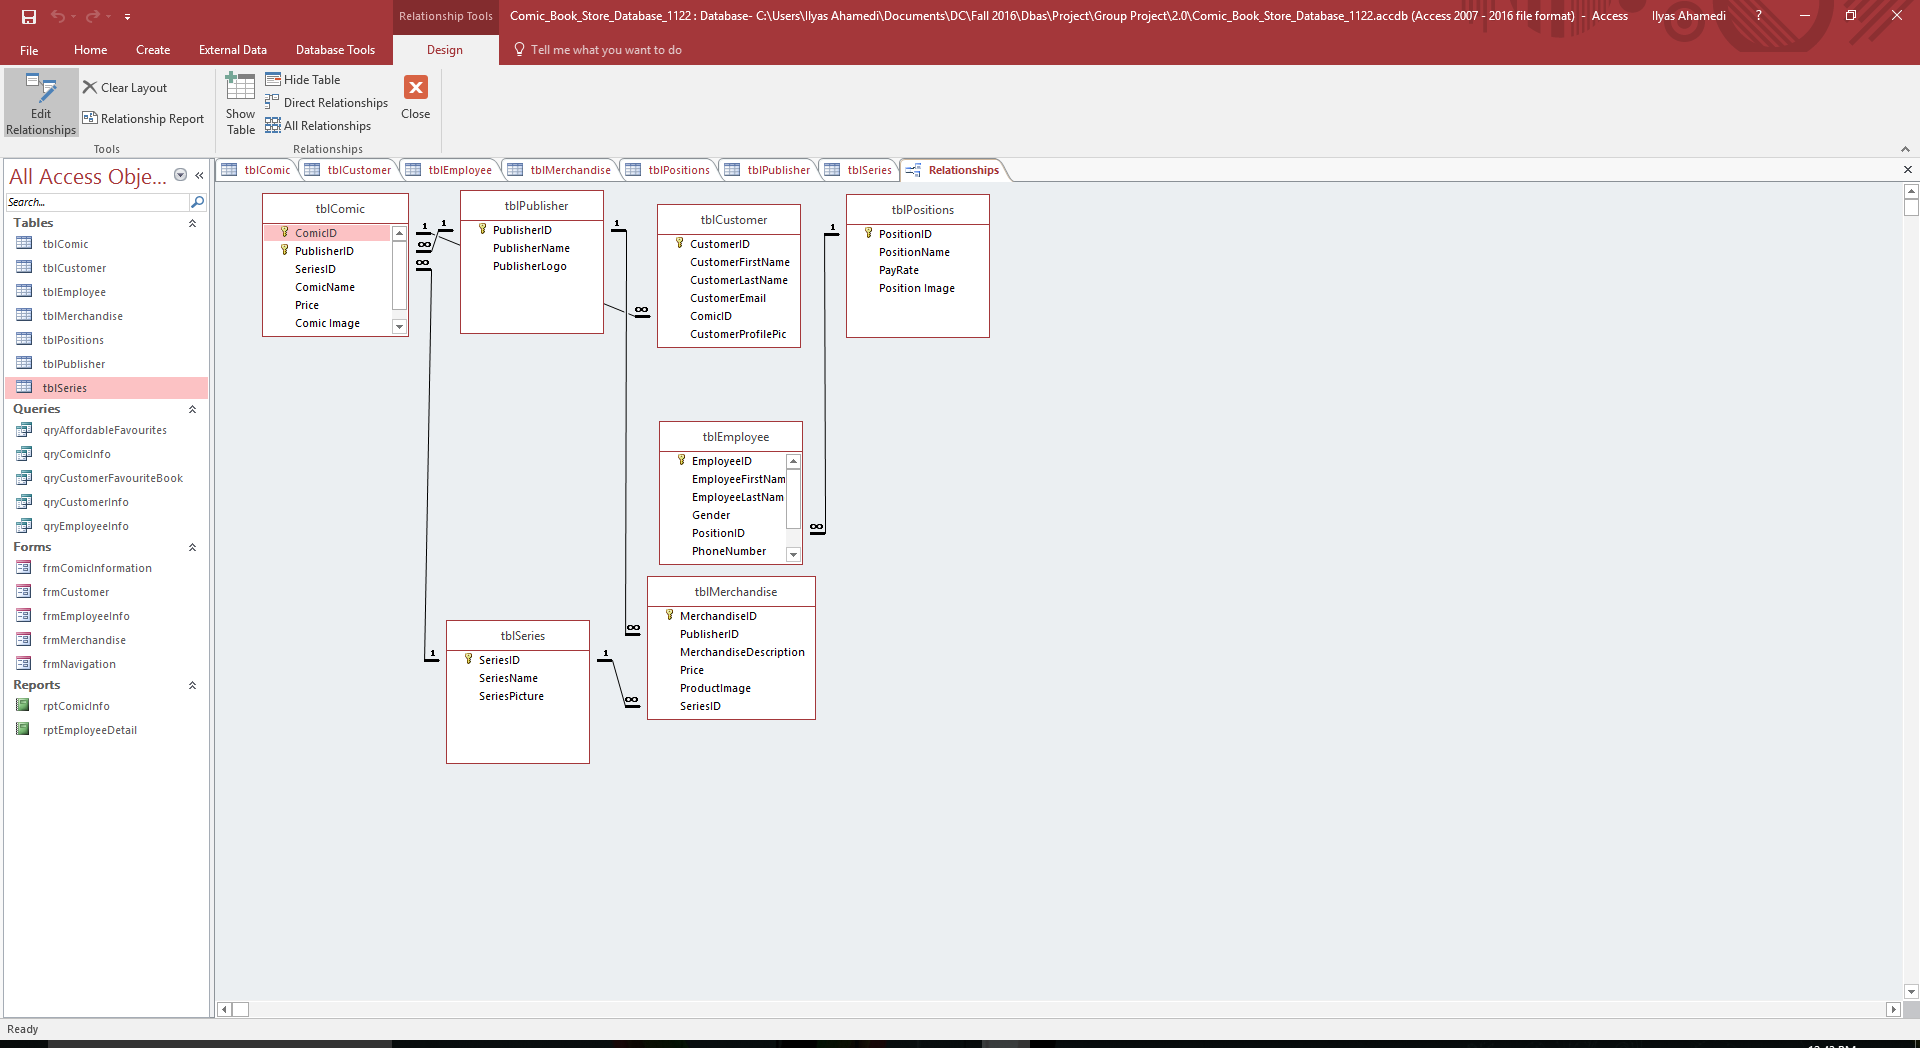 Relationship Tools
Comic_Book_Store_Database_1122 : Database- C:\Users\Ilyas Ahamedi\Documents\DC\Fall 2016\Dbas\Project\Group Project\2.0\Comic_Book_Store_Database_1122.accdb (Access 2007 - 2016 file format) - Access
Ilyas Ahamedi
?
File
Home
Create
External Data
Database Tools
Design
Tell me what you want to do
Edit
Relationships
Clear Layout
Relationship Report
Tools
Show
Table
Hide Table
Direct Relationships
All Relationships
Relationships
Close
All Access Obje...
Search...
Tables
tblComic
tblCustomer
tblEmployee
tblMerchandise
tblPositions
tblPublisher
tblSeries
Queries
qryAffordableFavourites
qryComicInfo
qryCustomerFavouriteBook
qryCustomerInfo
qryEmployeeInfo
Forms
frmComicInformation
frmCustomer
frmEmployeeInfo
frmMerchandise
frmNavigation
Reports
rptComicInfo
rptEmployeeDetail
tblComic
tblCustomer
tblEmployee
tblMerchandise
tblPositions
tblPublisher
tblSeries
Relationships
tblComic
ComicID
PublisherID
SeriesID
ComicName
Price
Comic Image
1
∞
∞
1
tblPublisher
PublisherID
PublisherName
PublisherLogo
1
∞
tblCustomer
CustomerID
CustomerFirstName
CustomerLastName
CustomerEmail
ComicID
CustomerProfilePic
1
tblPositions
PositionID
PositionName
PayRate
Position Image
tblEmployee
EmployeeID
EmployeeFirstNam
EmployeeLastNam
Gender
PositionID
PhoneNumber
∞
tblSeries
SeriesID
SeriesName
SeriesPicture
1
1
∞
∞
tblMerchandise
MerchandiseID
PublisherID
MerchandiseDescription
Price
ProductImage
SeriesID
Ready